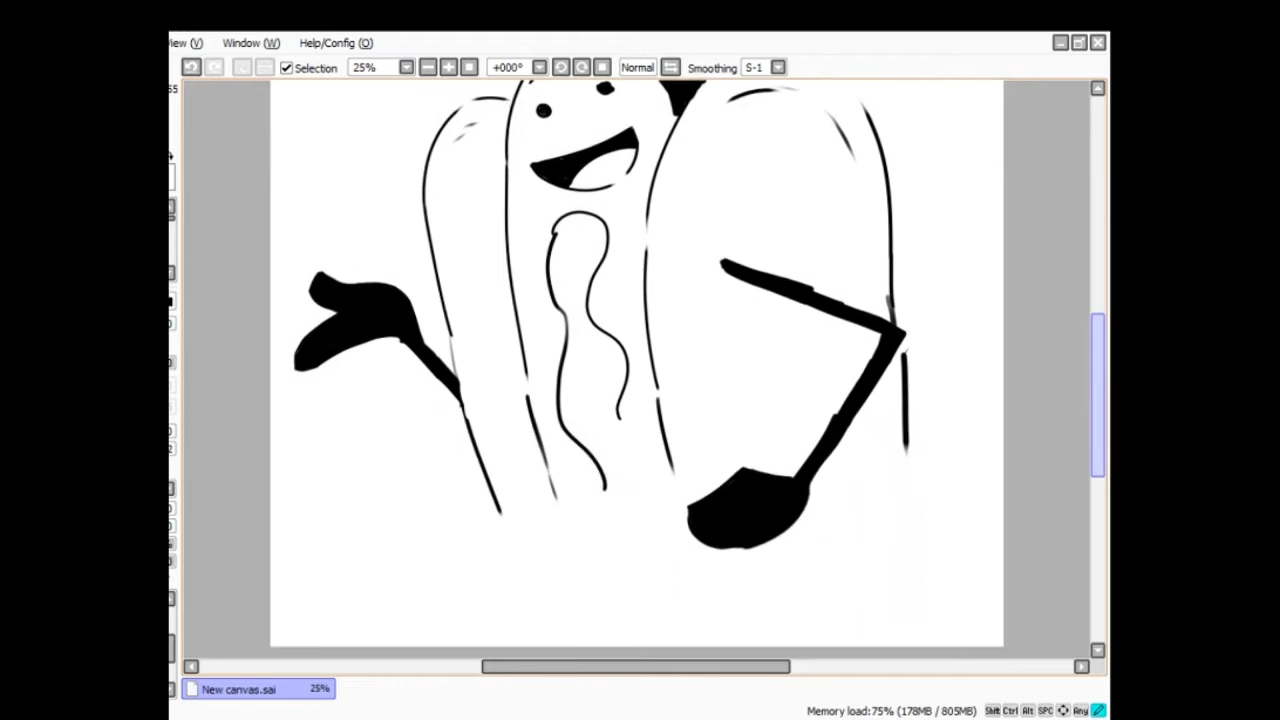 iew (V) Window (W) Help/Config (O)
Selection 25% +000° Normal Smoothing S-1
New canvas.sai 25%
Memory load:75% (178MB / 805MB) Shift Ctrl Alt SPC Any